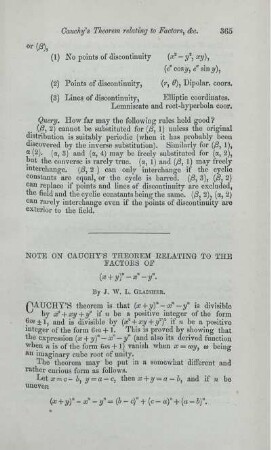 Cauchy's Theorem relating to Factors, &c. 365
or (β),
(1) No points of discontinuity (x² − y², xy),
(eˣ cos y, eˣ sin y),
(2) Points of discontinuity, (r, θ), Dipolar. coors.
(3) Lines of discontinuity, Elliptic coordinates.
Lemniscate and root-hyperbola coor.
Query. How far may the following rules hold good?
(β, 2) cannot be substituted for (β, 1) unless the original
distribution is suitably periodic (when it has probably been
discovered by the inverse substitution). Similarly for (β, 1),
(2). (a, 3) and (a, 4) may be freely substituted for (a, 2),
but the converse is rarely true. (a, 1) and (β, 1) may freely
interchange. (β, 2) can only interchange if the cyclic
constants are equal, or the cycle is barred. (β, 3), (β, 2)
can replace if points and lines of discontinuity are excluded,
the field and the cyclic constants being the same. (β, 2), (a, 2)
can rarely interchange even if the points of discontinuity are
exterior to the field.
NOTE ON CAUCHY'S THEOREM RELATING TO THE
FACTORS OF
(x + y)ⁿ − xⁿ − yⁿ.
By J. W. L. GLAISHER.
CAUCHY'S theorem is that (x + y)ⁿ − xⁿ − yⁿ is divisible
by x² + xy + y² if n be a positive integer of the form
6m ± 1, and is divisible by (x² + xy + y²)² if n be a positive
integer of the form 6m + 1. This is proved by showing that
the expression (x + y)ⁿ − xⁿ − yⁿ (and also its derived function
when n is of the form 6m + 1) vanish when x = ωy, ω being
an imaginary cube root of unity.
The theorem may be put in a somewhat different and
rather curious form as follows.
Let x = c − b, y = a − c, then x + y = a − b, and if n be
uneven
(x + y)ⁿ − xⁿ − yⁿ = (b − c)ⁿ + (c − a)ⁿ + (a − b)ⁿ.